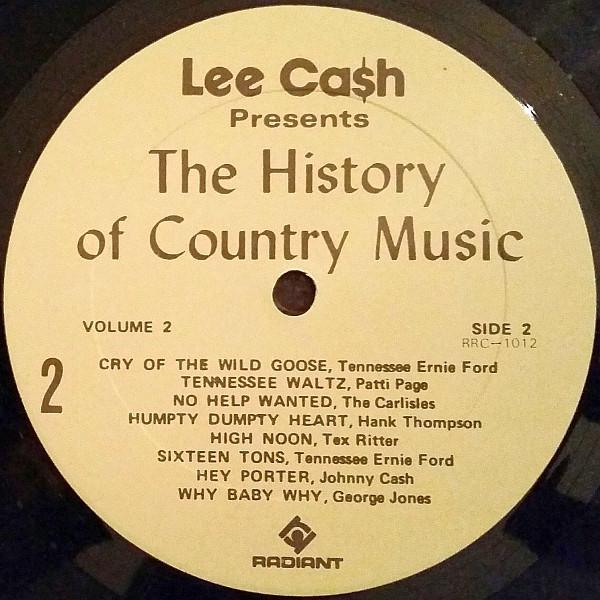 Lee Ca$h
Presents
The History
of Country Music
VOLUME 2
SIDE 2
RRC-1012
2
CRY OF THE WILD GOOSE, Tennessee Ernie Ford
TENNESSEE WALTZ, Patti Page
NO HELP WANTED, The Carlisles
HUMPTY DUMPTY HEART, Hank Thompson
HIGH NOON, Tex Ritter
SIXTEEN TONS, Tennessee Ernie Ford
HEY PORTER, Johnny Cash
WHY BABY WHY, George Jones
RADIANT